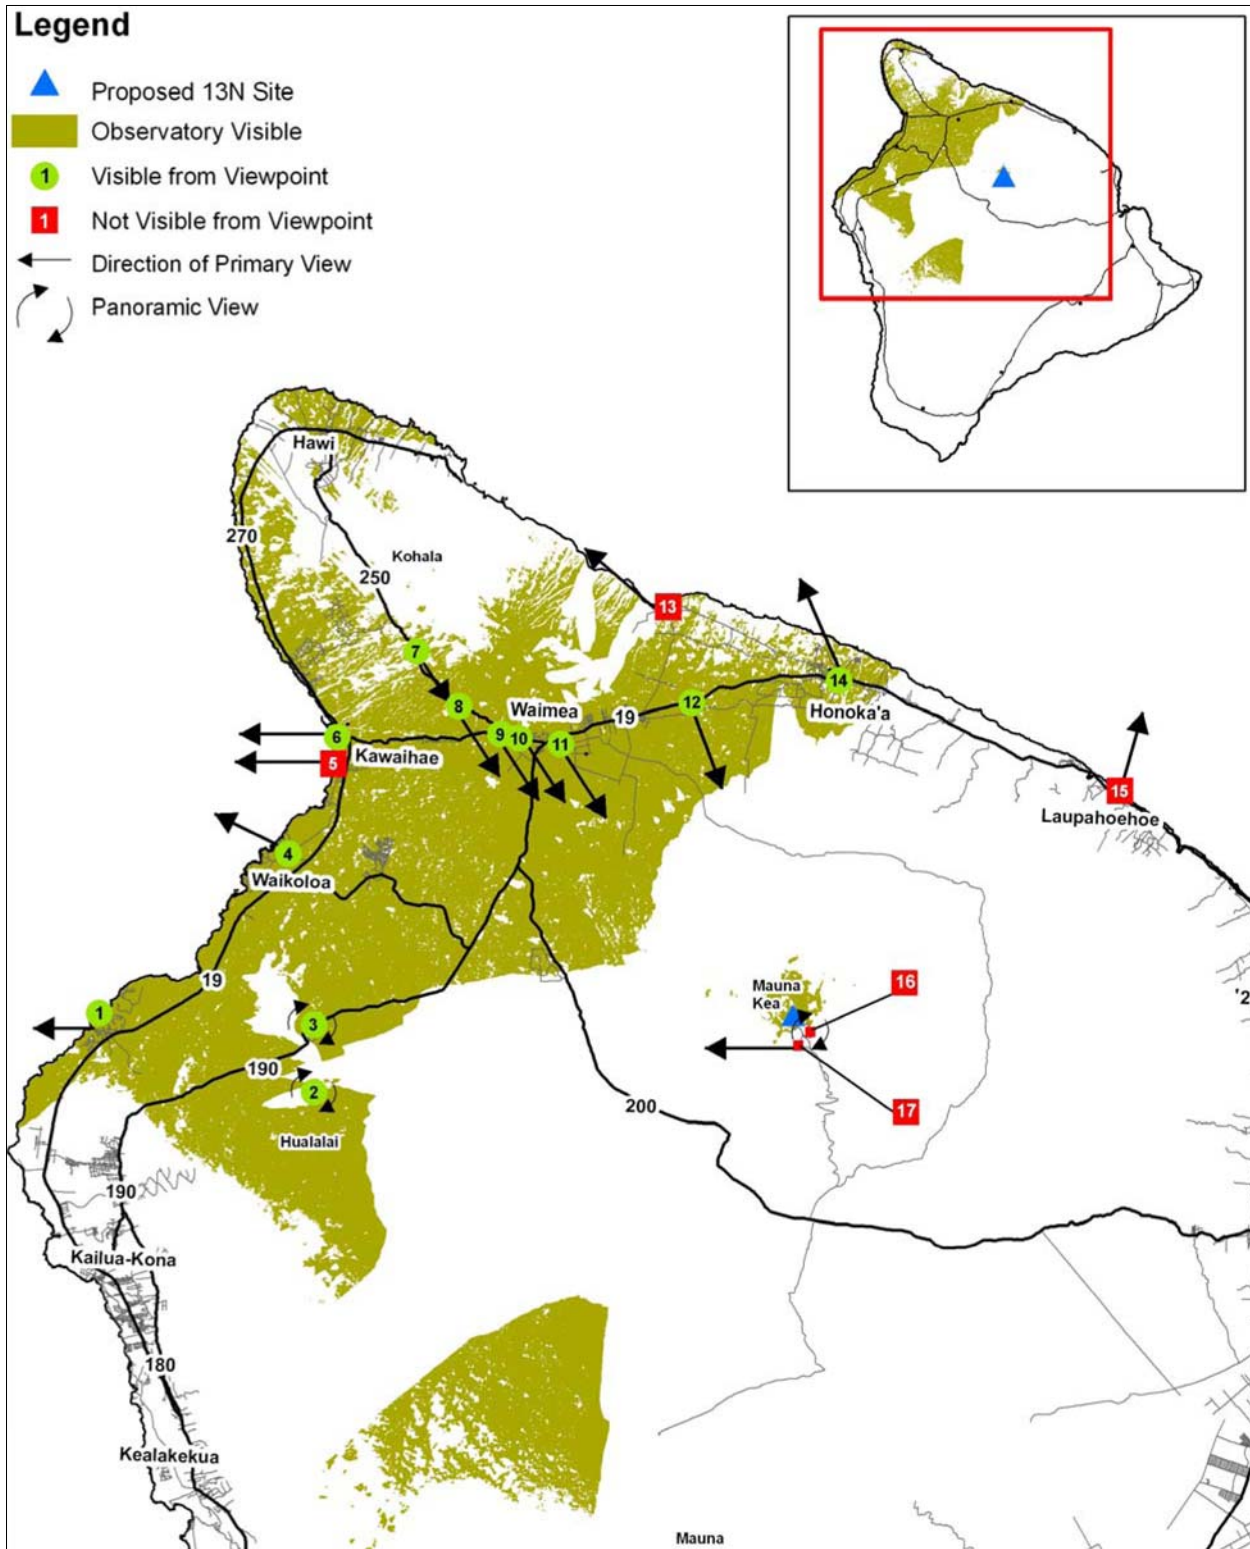 Legend
Proposed 13N Site
Observatory Visible
1 Visible from Viewpoint
1 Not Visible from Viewpoint
Direction of Primary View
Panoramic View
Hawi
270
Kohala
250
13
7
14
8
12
Waimea
19
Honoka'a
6
9
10
11
Kawaihae
5
15
Laupahoehoe
4
Waikoloa
19
16
Mauna
Kea
'2
1
3
190
2
200
17
Hualalai
190
Kailua-Kona
180
Kealakekua
Mauna